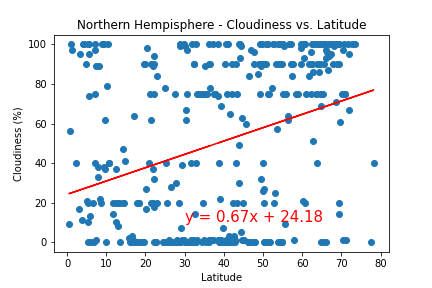 Northern Hempisphere - Cloudiness vs. Latitude
100
80
60
40
20
0
Cloudiness (%)
y = 0.67x + 24.18
0 10 20 30 40 50 60 70 80
Latitude